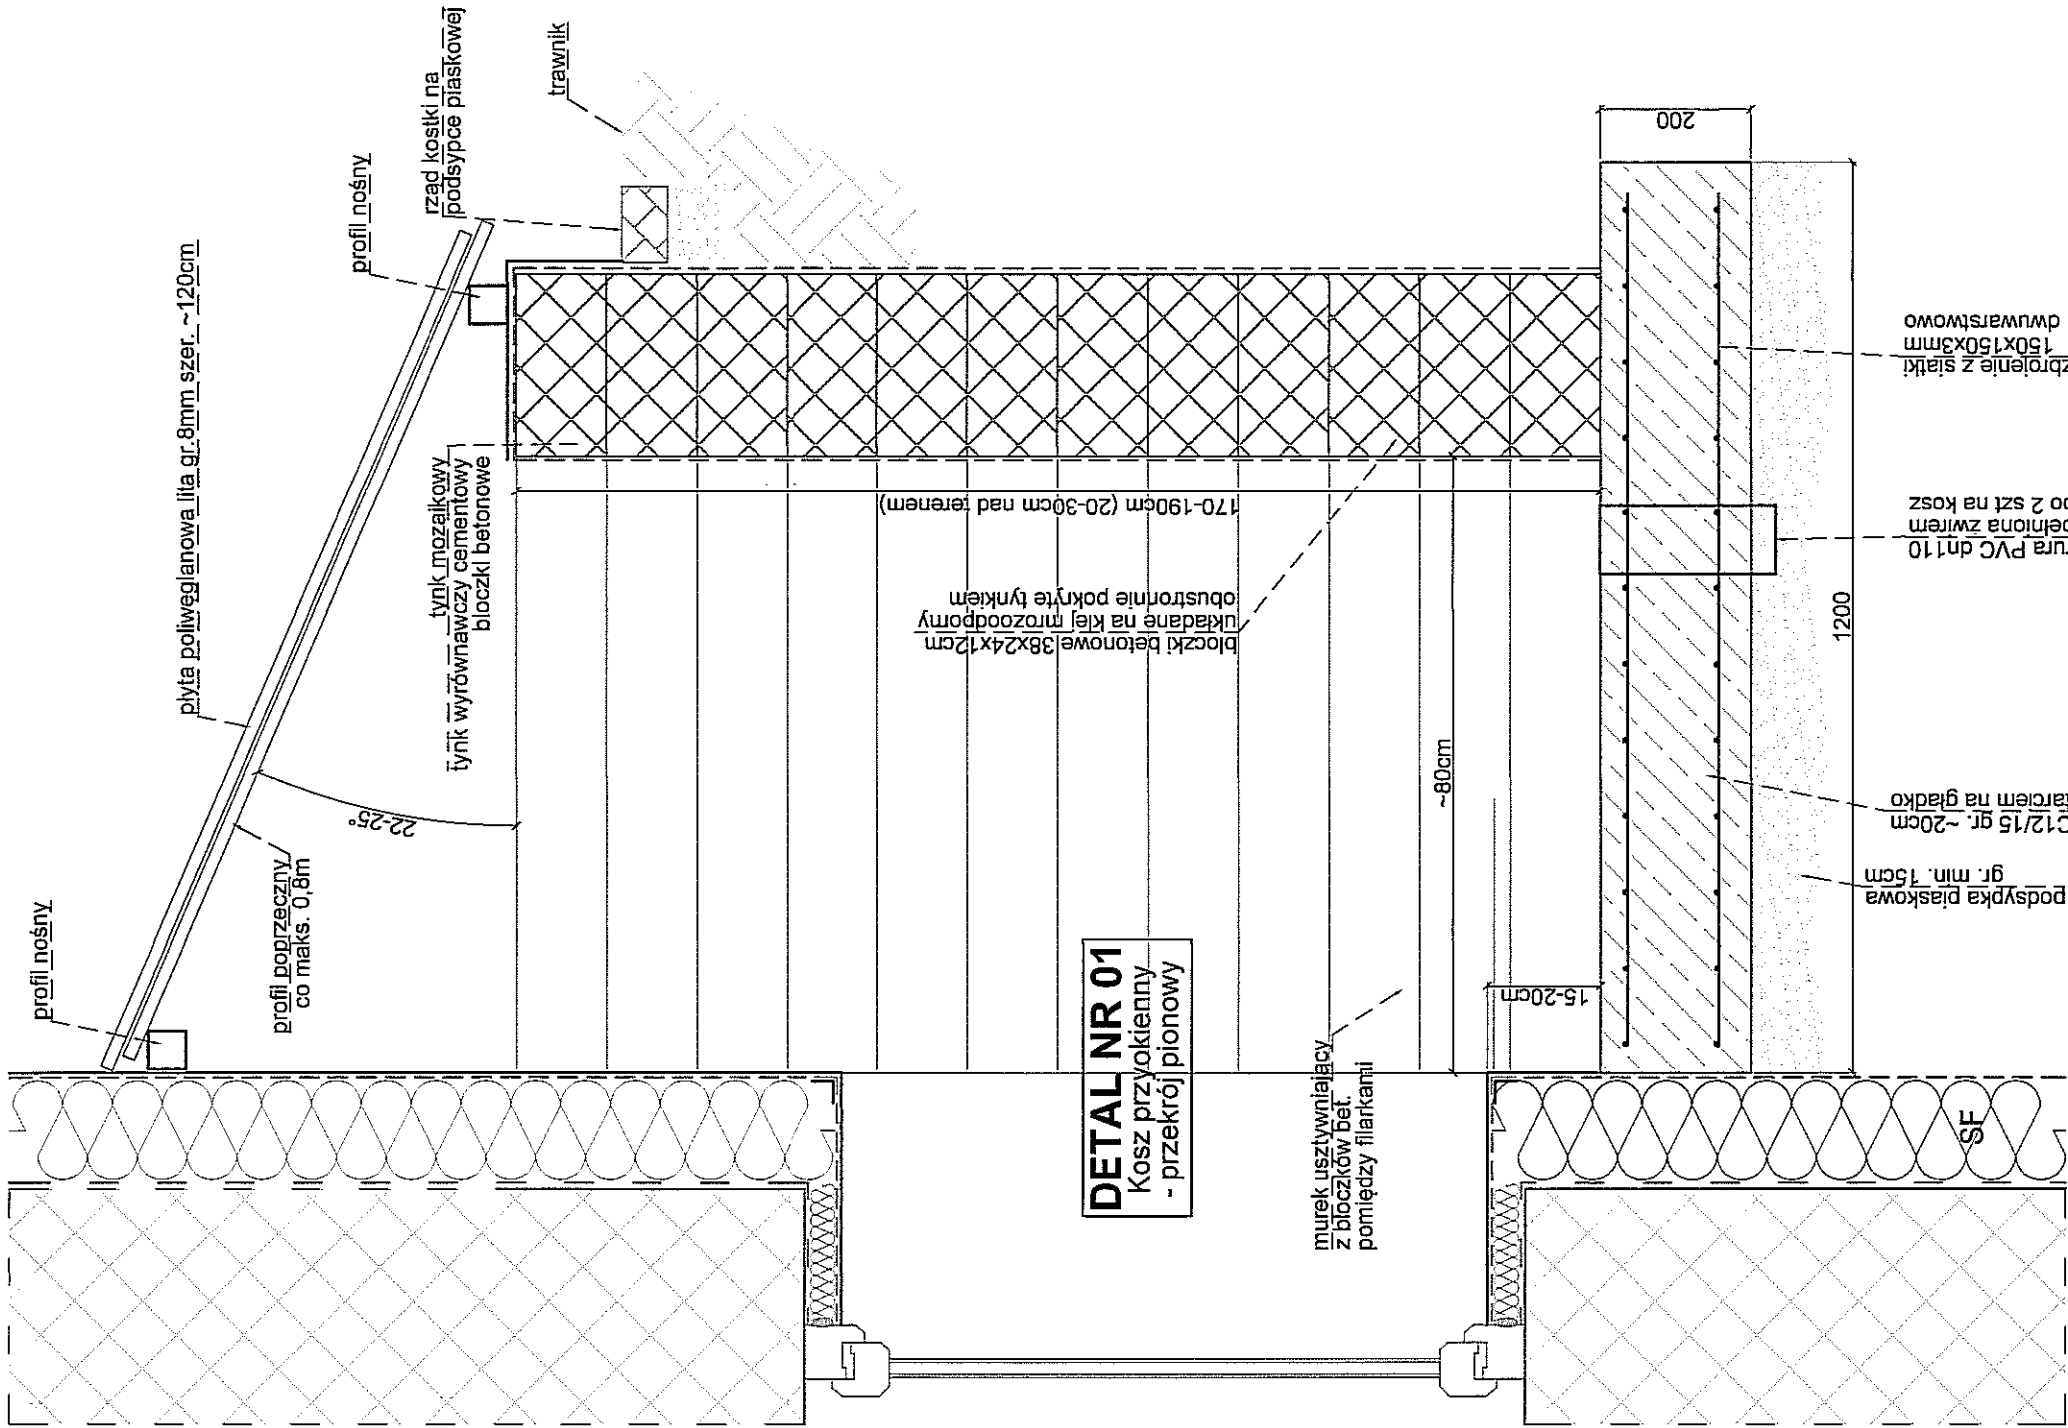 profil nośny
płyta poliwęglanowa lita gr.8mm szer. ~120cm
profil nośny
rząd kostki na
podsypce piaskowej
trawnik
profil poprzeczny
co maks. 0,8m
22-25°
tynk mozaikowy
tynk wyrównawczy cementowy
bloczki betonowe
170-190cm (20-30cm nad terenem)
bloczki betonowe 38x24x12cm
układane na klej mrozoodporny
obustronnie pokryte tynkiem
DETAL NR 01
Kosz przyokienny
- przekrój pionowy
murek usztywniający
z bloczków bet.
pomiędzy filarkami
~80cm
15-20cm
200
1200
SF
podsypka piaskowa
gr. min. 15cm
C12/15 gr. ~20cm
na gładko
rura PVC dn110
żwirem
po 2 szt na kosz
zbrojenie z siatki
150x150x3mm
dwuwarstwowo